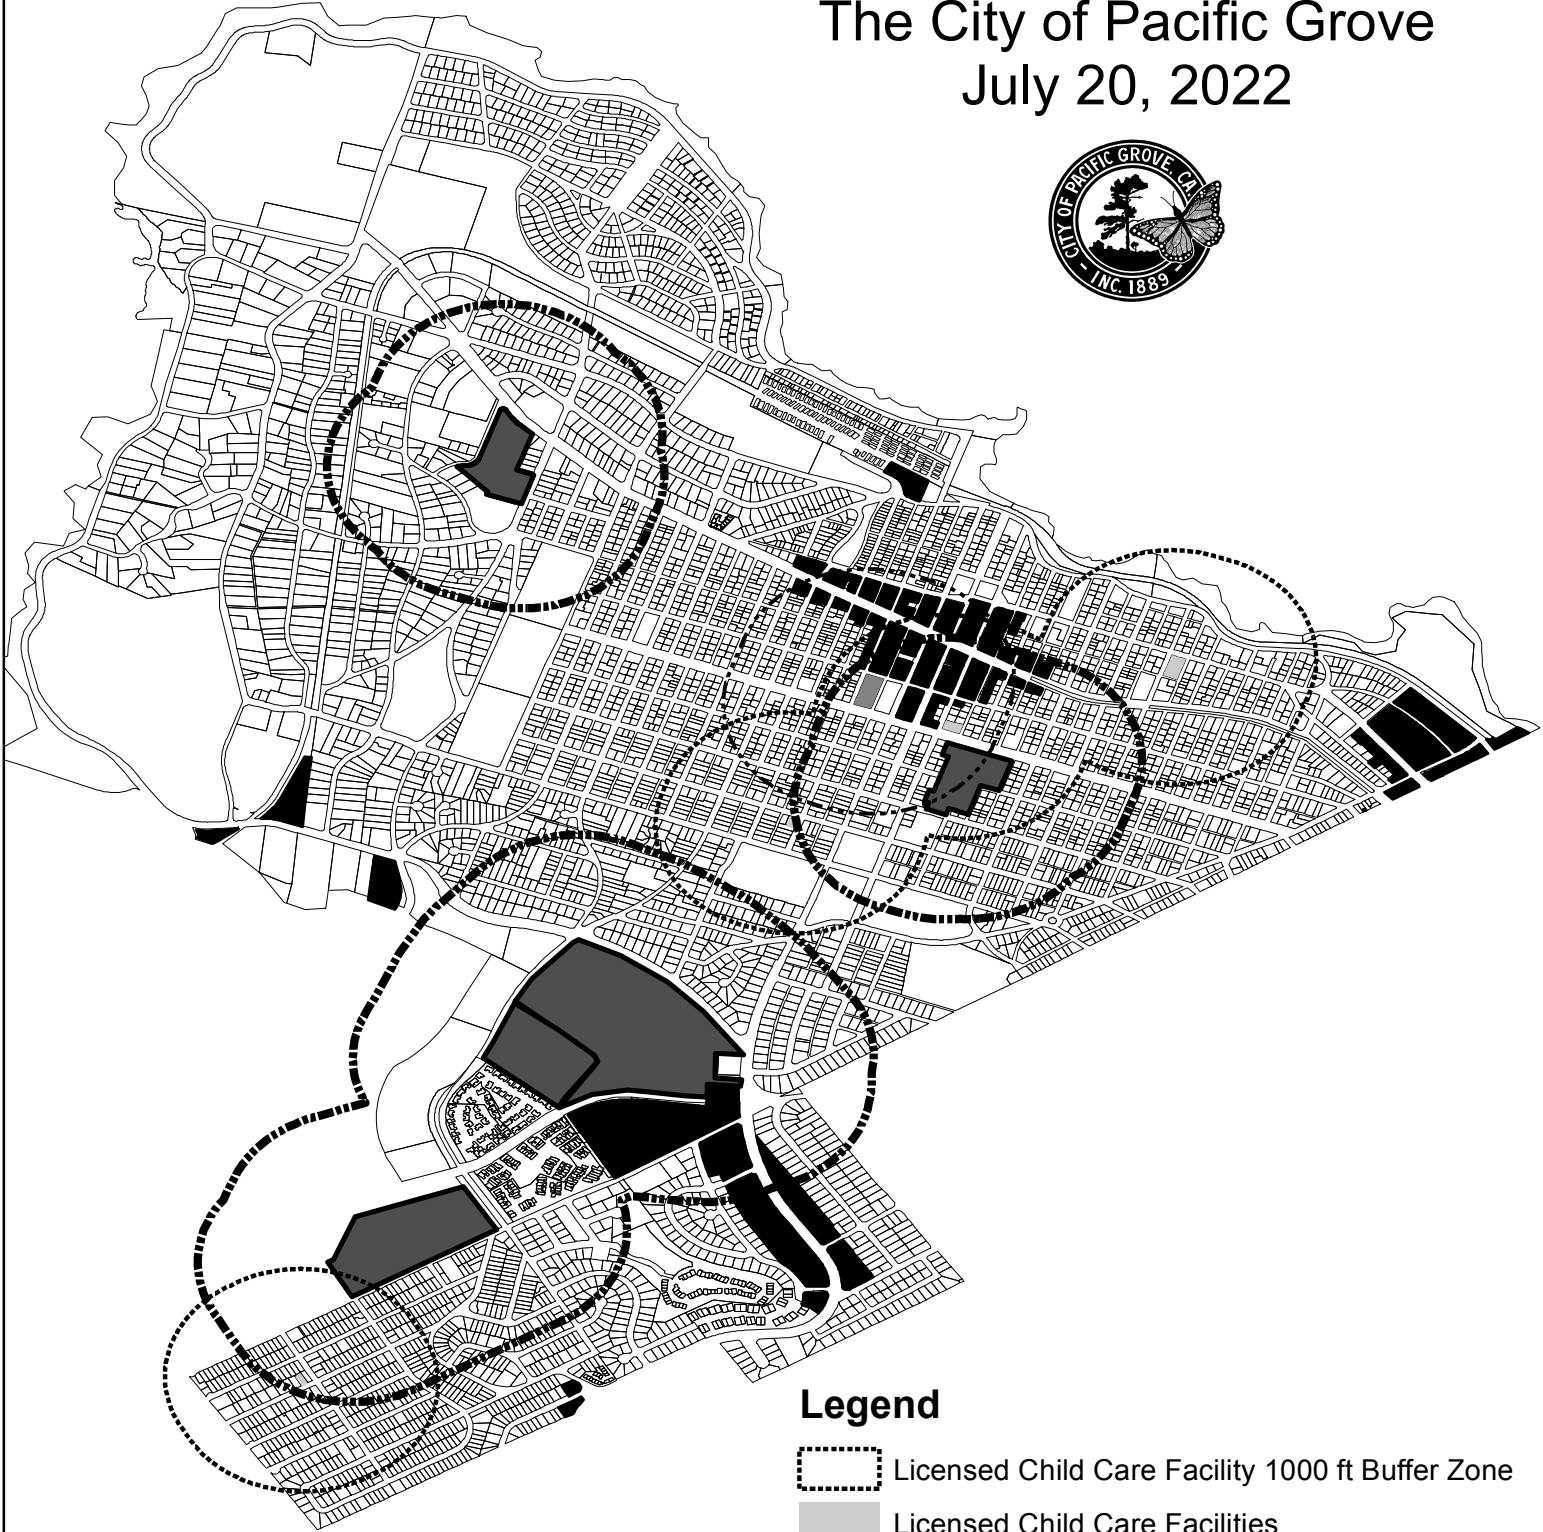 The City of Pacific Grove
July 20, 2022
CITY OF PACIFIC GROVE, CA
- INC. 1889 -
Legend
Licensed Child Care Facility 1000 ft Buffer Zone
Licensed Child Care Facilities